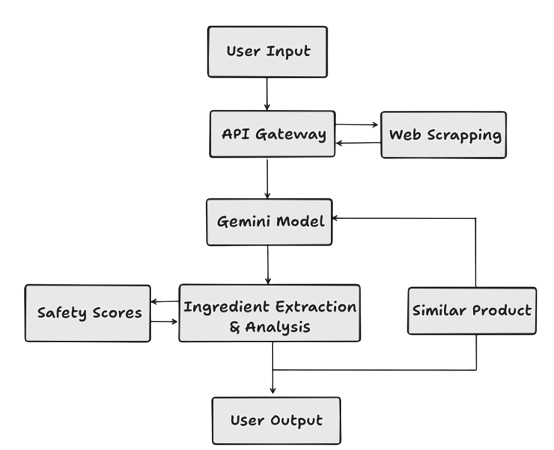 User Input
API Gateway
Web Scrapping
Gemini Model
Safety Scores
Ingredient Extraction
& Analysis
Similar Product
User Output